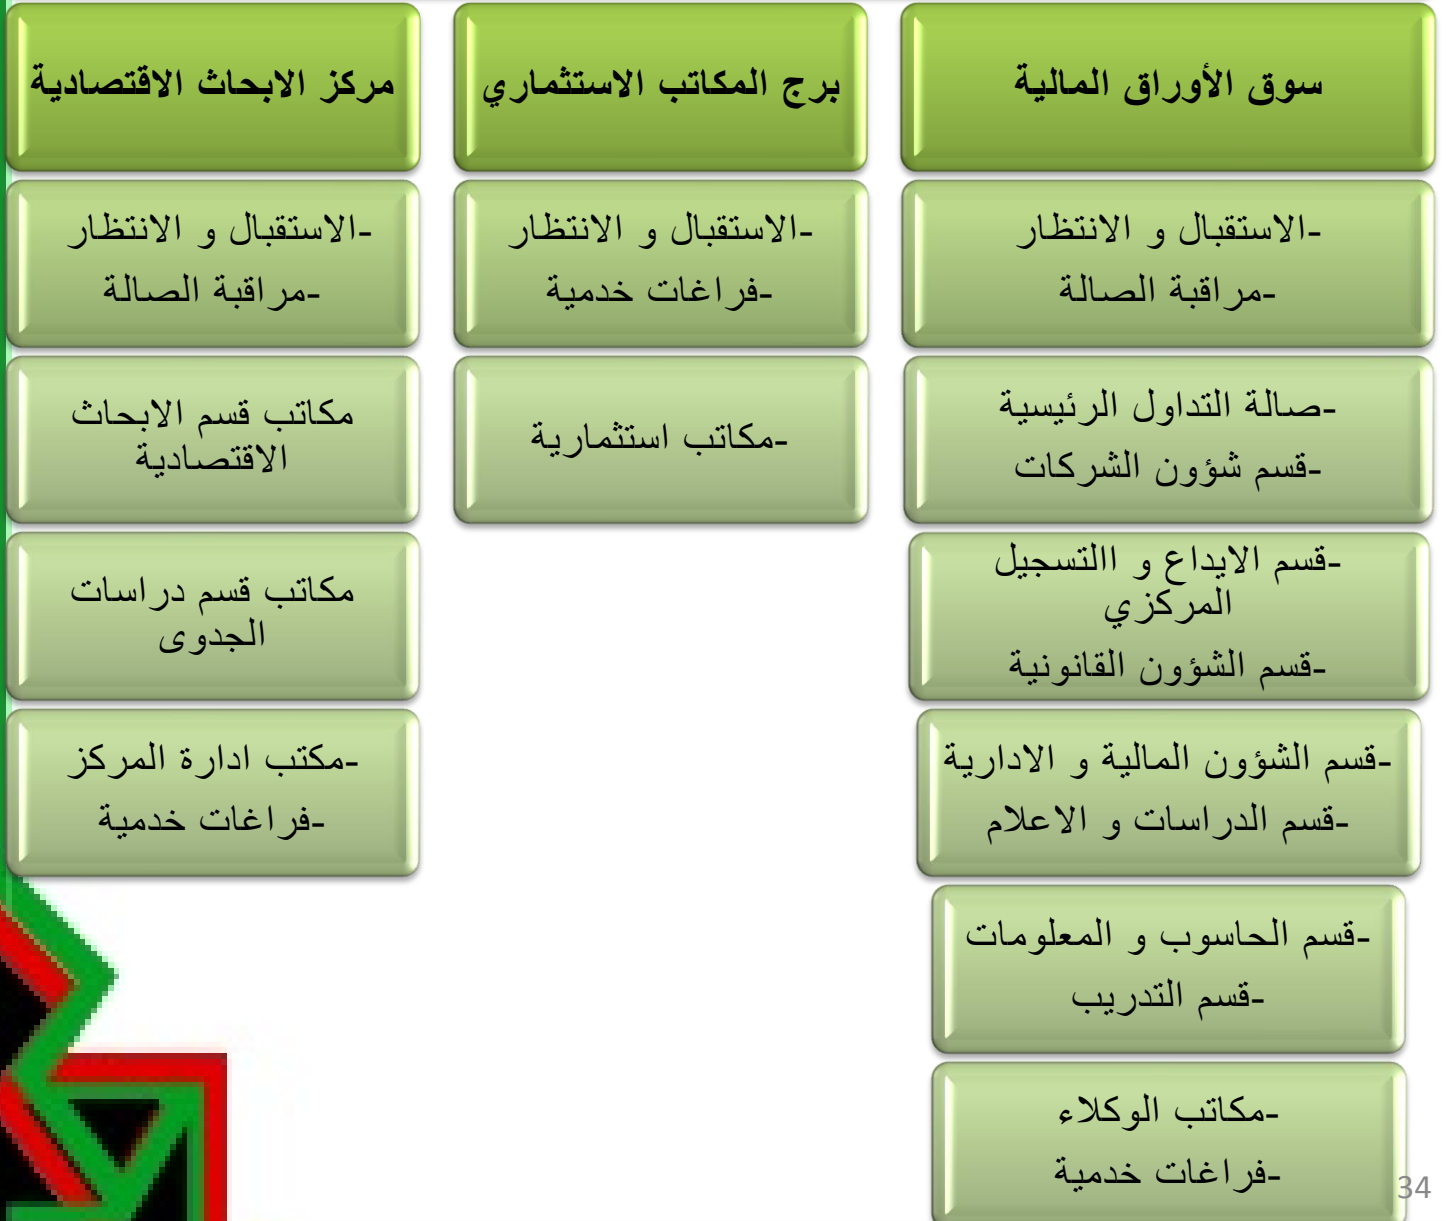 سوق الأوراق المالية
-الاستقبال و الانتظار
-مراقبة الصالة
-صالة التداول الرئيسية
-قسم شؤون الشركات
-قسم الايداع و االتسجيل
المركزي
-قسم الشؤون القانونية
-قسم الشؤون المالية و الادارية
-قسم الدراسات و الاعلام
-قسم الحاسوب و المعلومات
-قسم التدريب
-مكاتب الوكلاء
-فراغات خدمية
برج المكاتب الاستثماري
-الاستقبال و الانتظار
-فراغات خدمية
-مكاتب استثمارية
مركز الابحاث الاقتصادية
-الاستقبال و الانتظار
-مراقبة الصالة
مكاتب قسم الابحاث
الاقتصادية
مكاتب قسم دراسات
الجدوى
-مكتب ادارة المركز
-فراغات خدمية
34